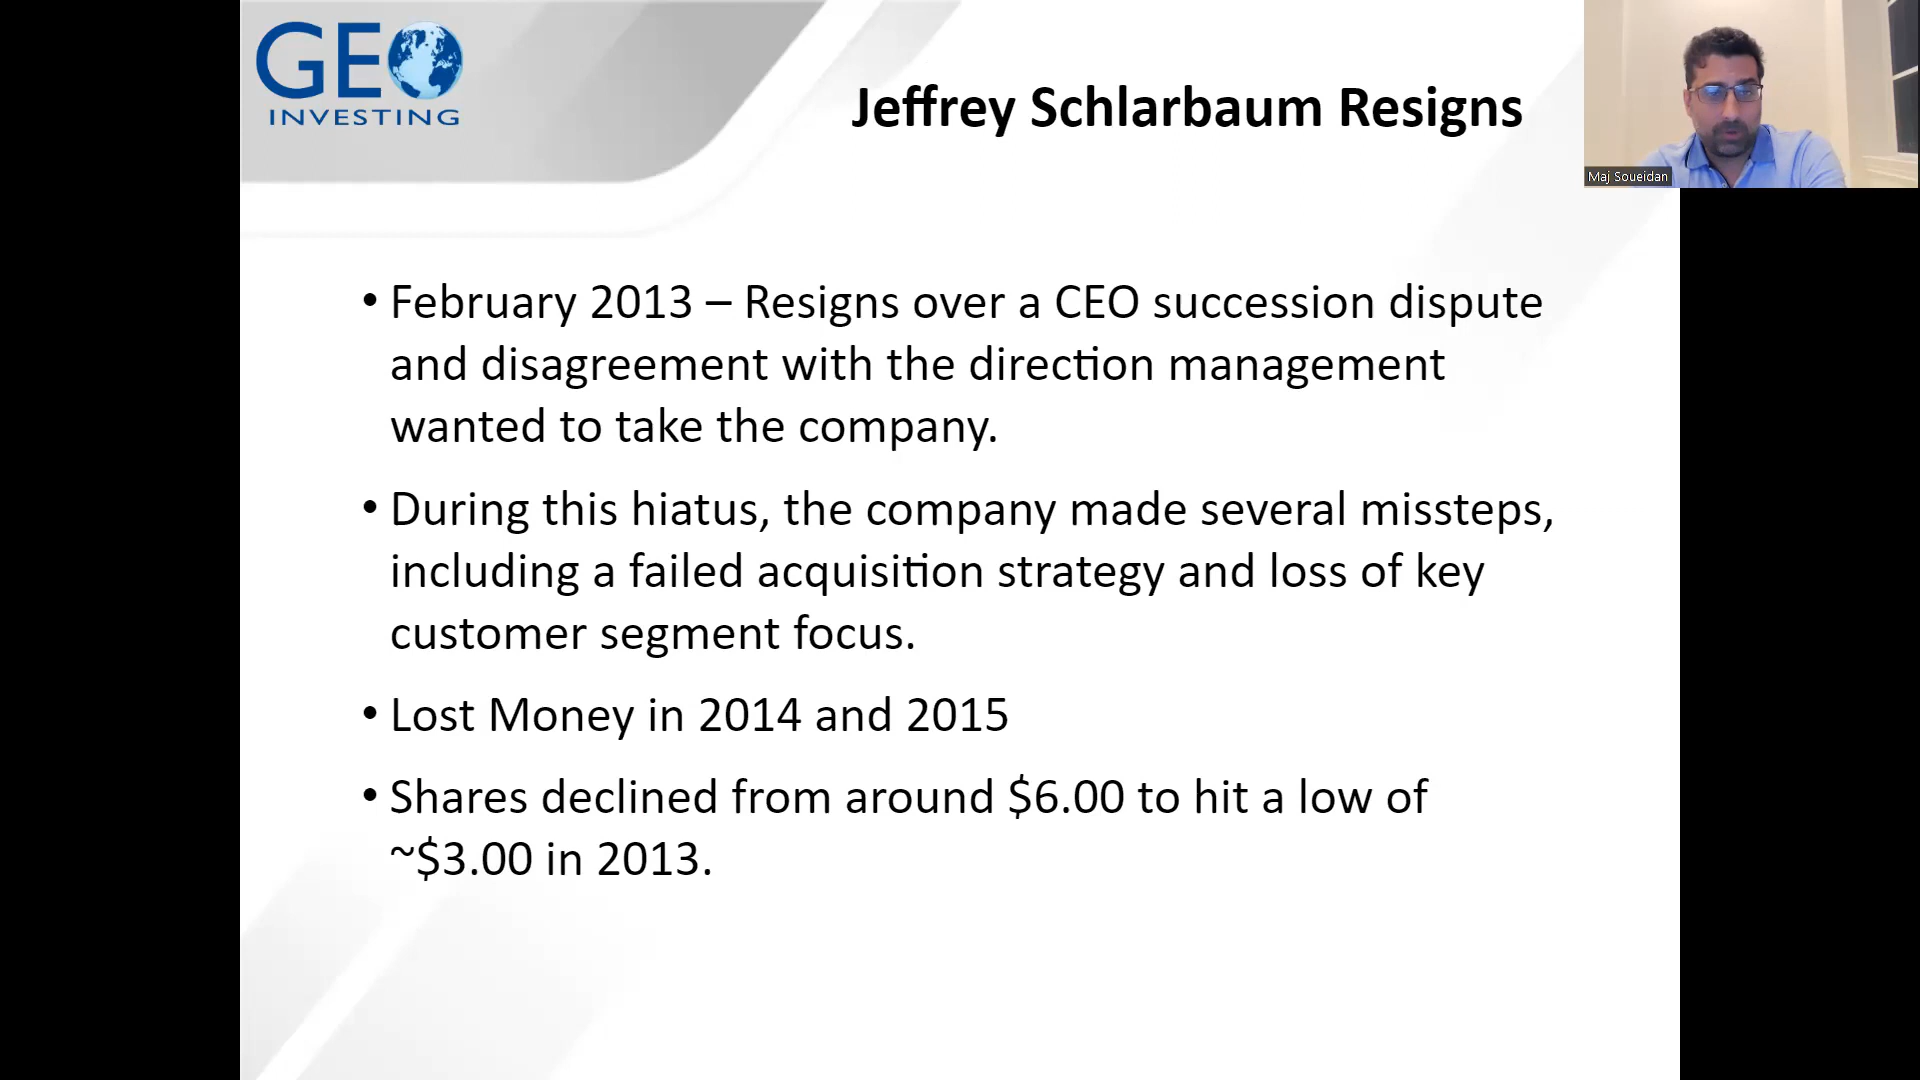 GEO
INVESTING
Jeffrey Schlarbaum Resigns
Maj Soueidan
• February 2013 – Resigns over a CEO succession dispute
and disagreement with the direction management
wanted to take the company.
• During this hiatus, the company made several missteps,
including a failed acquisition strategy and loss of key
customer segment focus.
• Lost Money in 2014 and 2015
• Shares declined from around $6.00 to hit a low of
~$3.00 in 2013.